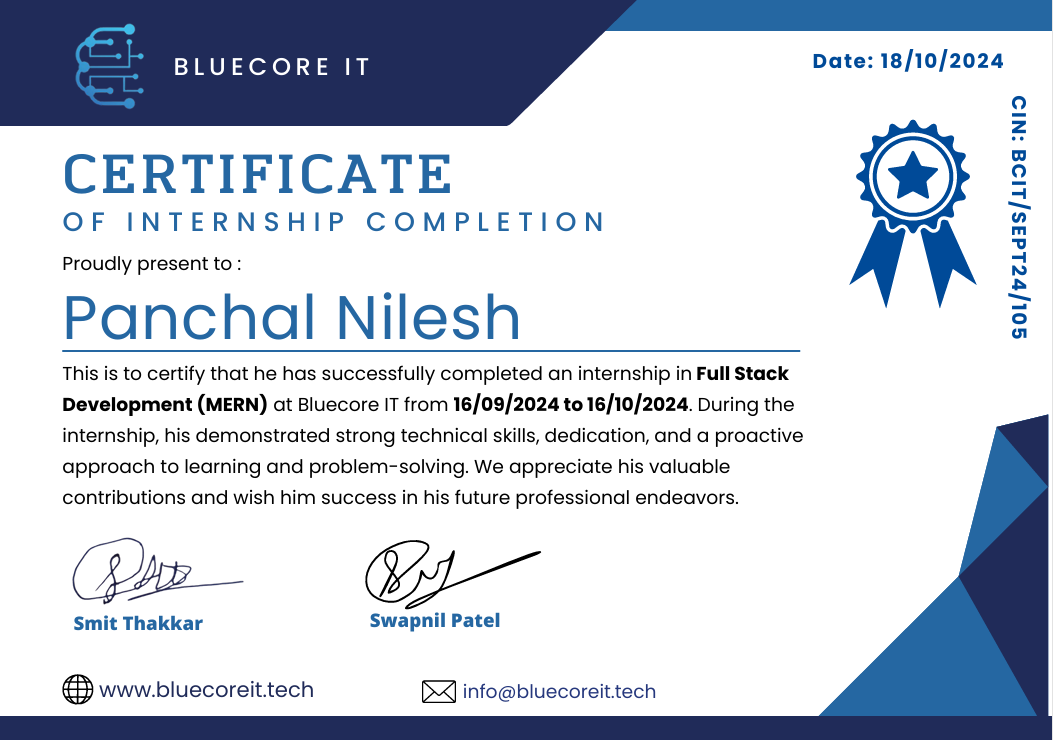 BLUECORE IT
Date: 18/10/2024
CIN: BCIT/SEPT24/105
CERTIFICATE
OF INTERNSHIP COMPLETION
Proudly present to :
Panchal Nilesh
This is to certify that he has successfully completed an internship in Full Stack
Development (MERN) at Bluecore IT from 16/09/2024 to 16/10/2024. During the
internship, his demonstrated strong technical skills, dedication, and a proactive
approach to learning and problem-solving. We appreciate his valuable
contributions and wish him success in his future professional endeavors.
Smit Thakkar
Swapnil Patel
www.bluecoreit.tech
info@bluecoreit.tech